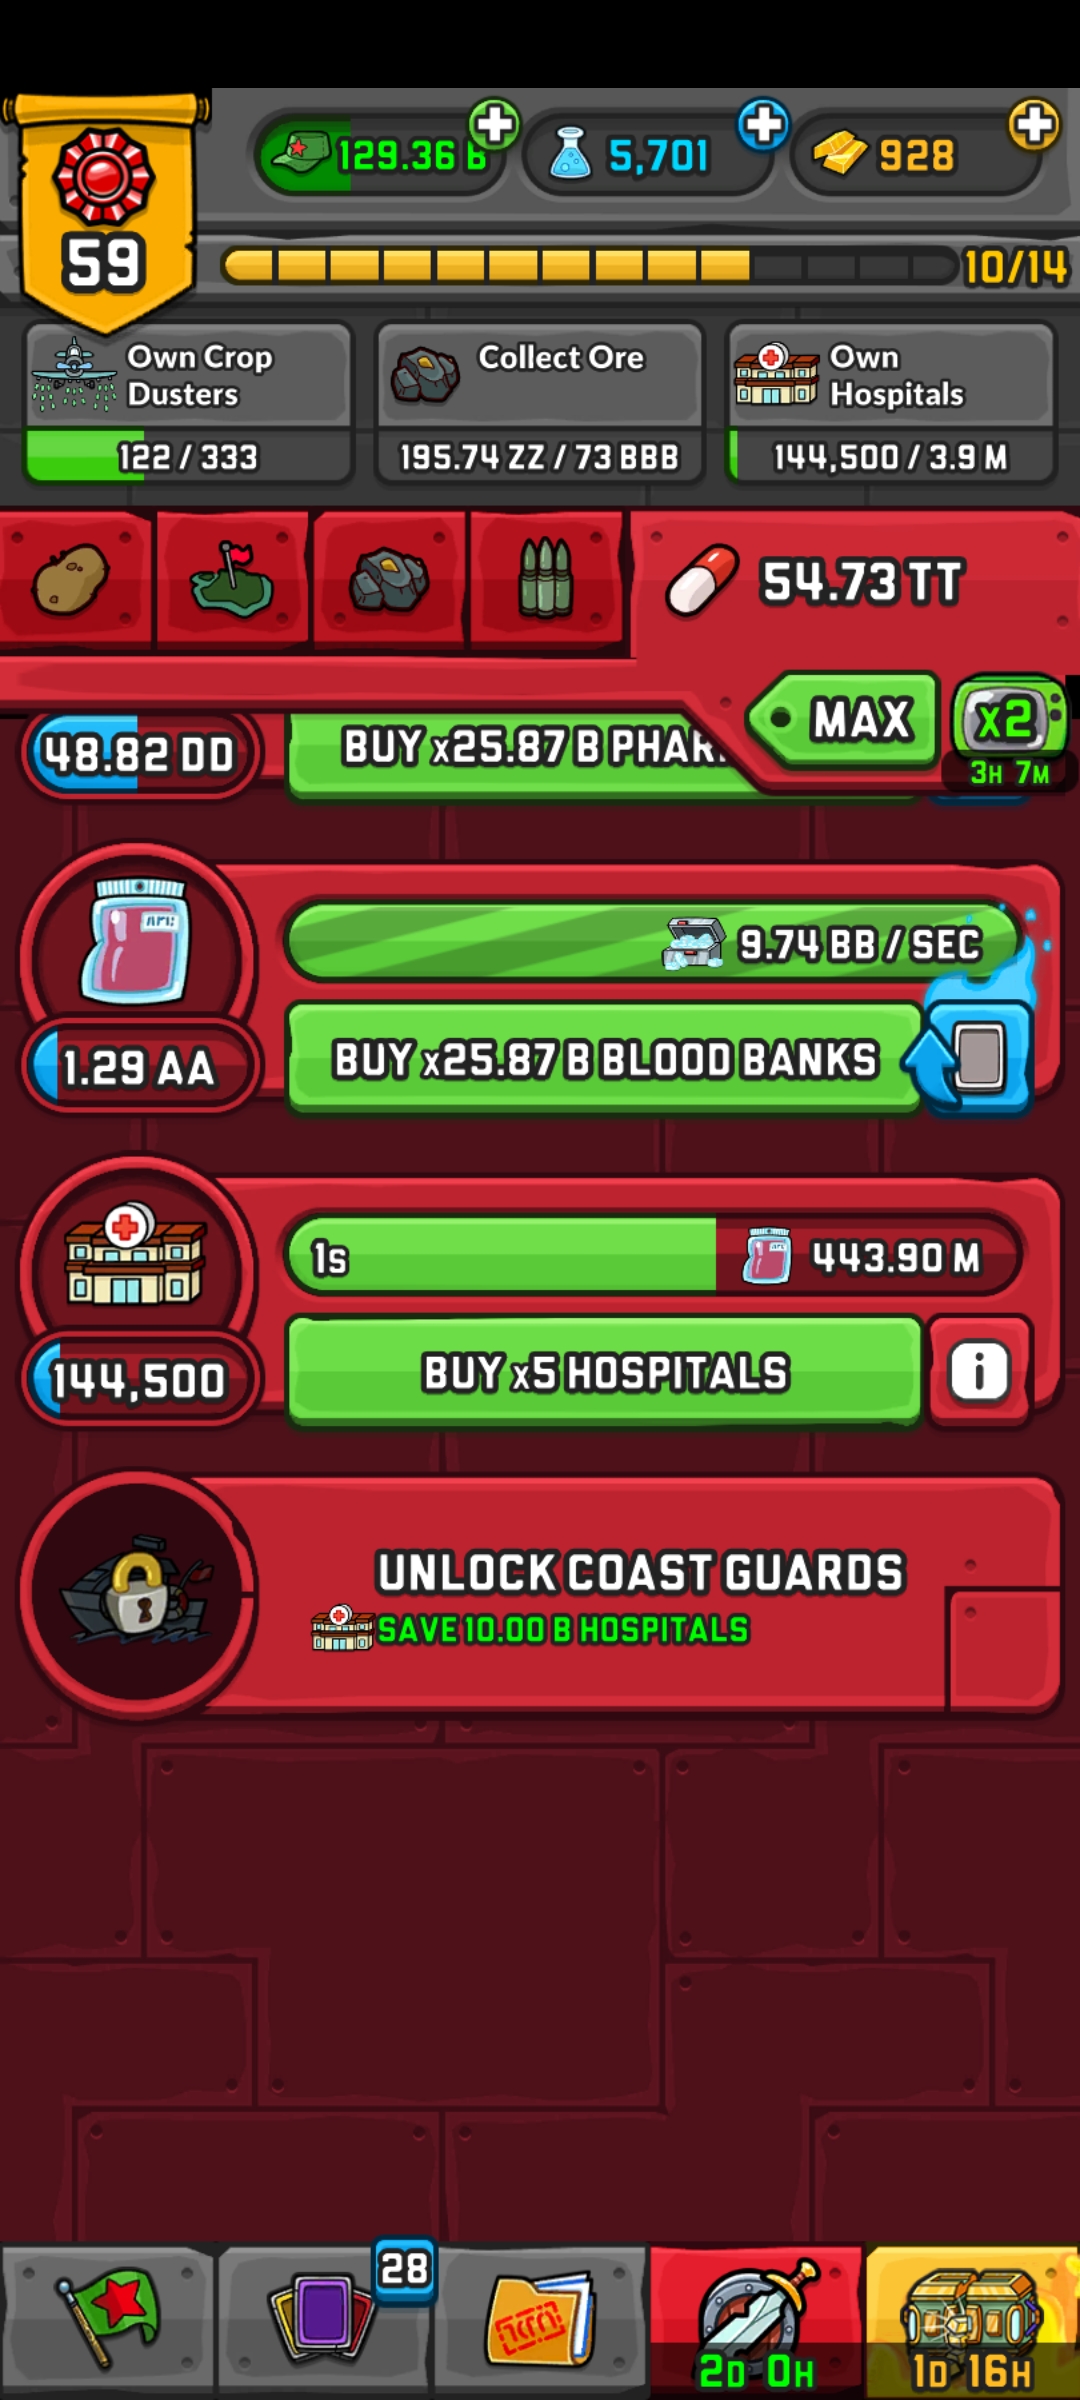 129.36 B
5,701
928
59
10/14
Own Crop
Dusters
Collect Ore
Own
Hospitals
122 / 333
195.74 ZZ / 73 BBB
144,500 / 3.9 M
54.73 TT
MAX
x2
3H 7M
48.82 DD
BUY x25.87 B
9.74 BB / SEC
1.29 AA
BUY x25.87 B BLOOD BANKS
1S
443.90 M
144,500
BUY x5 HOSPITALS
i
UNLOCK COAST GUARDS
SAVE 10.00 B HOSPITALS
28
2D 0H
1D 16H